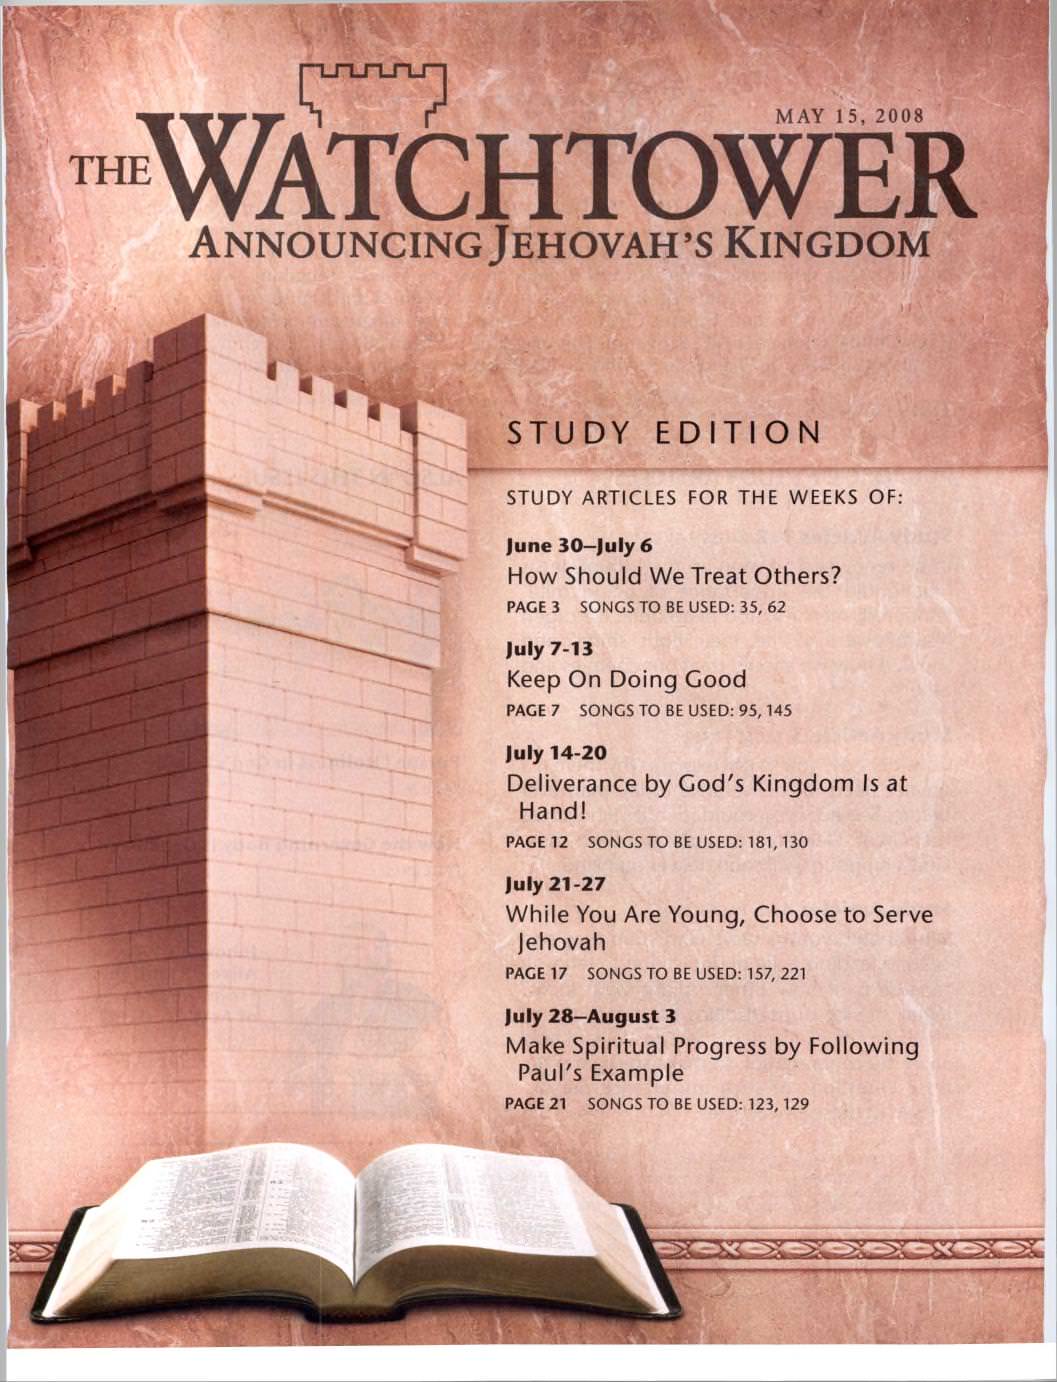 MAY 15, 2008
THE WATCHTOWER
ANNOUNCING JEHOVAH'S KINGDOM
STUDY EDITION
STUDY ARTICLES FOR THE WEEKS OF:
June 30–July 6
How Should We Treat Others?
PAGE 3 SONGS TO BE USED: 35, 62
July 7-13
Keep On Doing Good
PAGE 7 SONGS TO BE USED: 95, 145
July 14-20
Deliverance by God's Kingdom Is at
Hand!
PAGE 12 SONGS TO BE USED: 181, 130
July 21-27
While You Are Young, Choose to Serve
Jehovah
PAGE 17 SONGS TO BE USED: 157, 221
July 28–August 3
Make Spiritual Progress by Following
Paul's Example
PAGE 21 SONGS TO BE USED: 123, 129